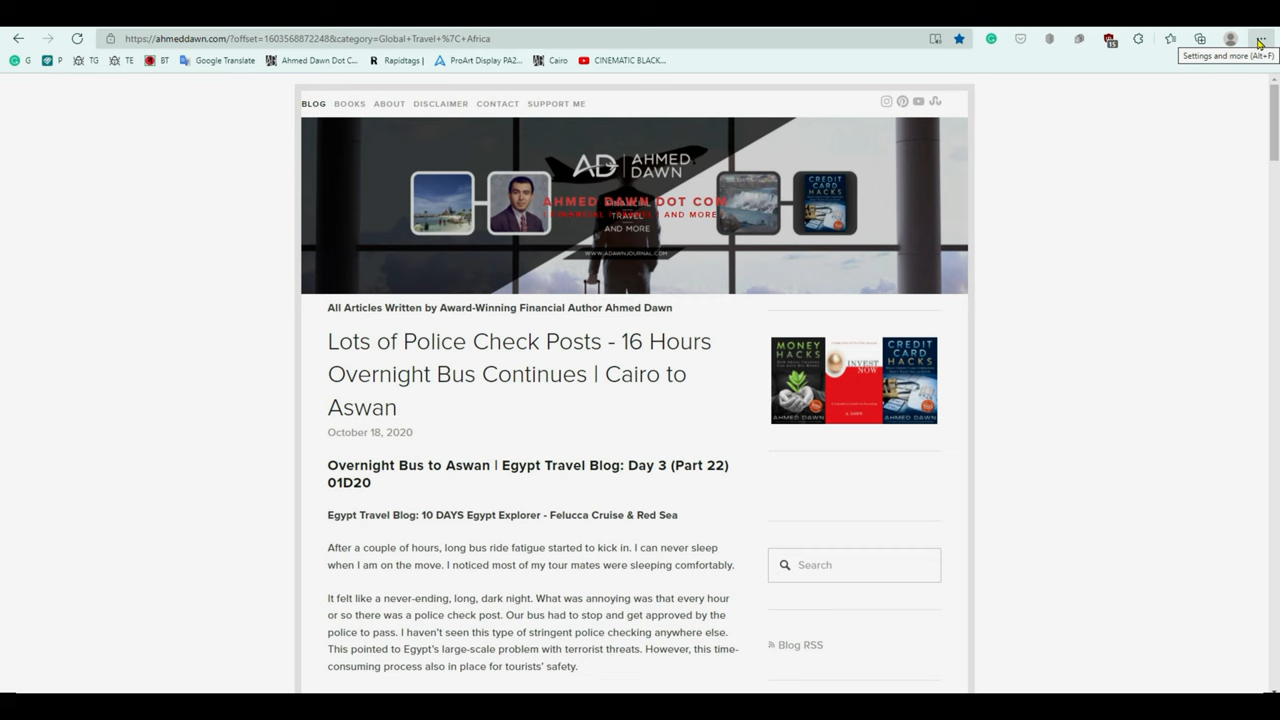 https://ahmeddawn.com/?offset=1603568872248&category=Global+Travel+%7C+Africa
15
Settings and more (Alt+F)
G P TG TE BT Google Translate Ahmed Dawn Dot C... Rapidtags | ProArt Display PA2... Cairo CINEMATIC BLACK...
BLOG BOOKS ABOUT DISCLAIMER CONTACT SUPPORT ME
AD AHMED
DAWN
AHMED DAWN DOT COM
FINANCIAL | TRAVEL | AND MORE
TRAVEL
AND MORE
WWW.ADAWNJOURNAL.COM
CREDIT
CARD
HACKS
All Articles Written by Award-Winning Financial Author Ahmed Dawn
Lots of Police Check Posts - 16 Hours
Overnight Bus Continues | Cairo to
Aswan
October 18, 2020
Overnight Bus to Aswan | Egypt Travel Blog: Day 3 (Part 22)
01D20
Egypt Travel Blog: 10 DAYS Egypt Explorer - Felucca Cruise & Red Sea
After a couple of hours, long bus ride fatigue started to kick in. I can never sleep
when I am on the move. I noticed most of my tour mates were sleeping comfortably.
It felt like a never-ending, long, dark night. What was annoying was that every hour
or so there was a police check post. Our bus had to stop and get approved by the
police to pass. I haven't seen this type of stringent police checking anywhere else.
This pointed to Egypt's large-scale problem with terrorist threats. However, this time-
consuming process also in place for tourists' safety.
MONEY
HACKS
AHMED DAWN
INVEST
NOW
A. DAWN
CREDIT
CARD
HACKS
AHMED DAWN
Search
Blog RSS